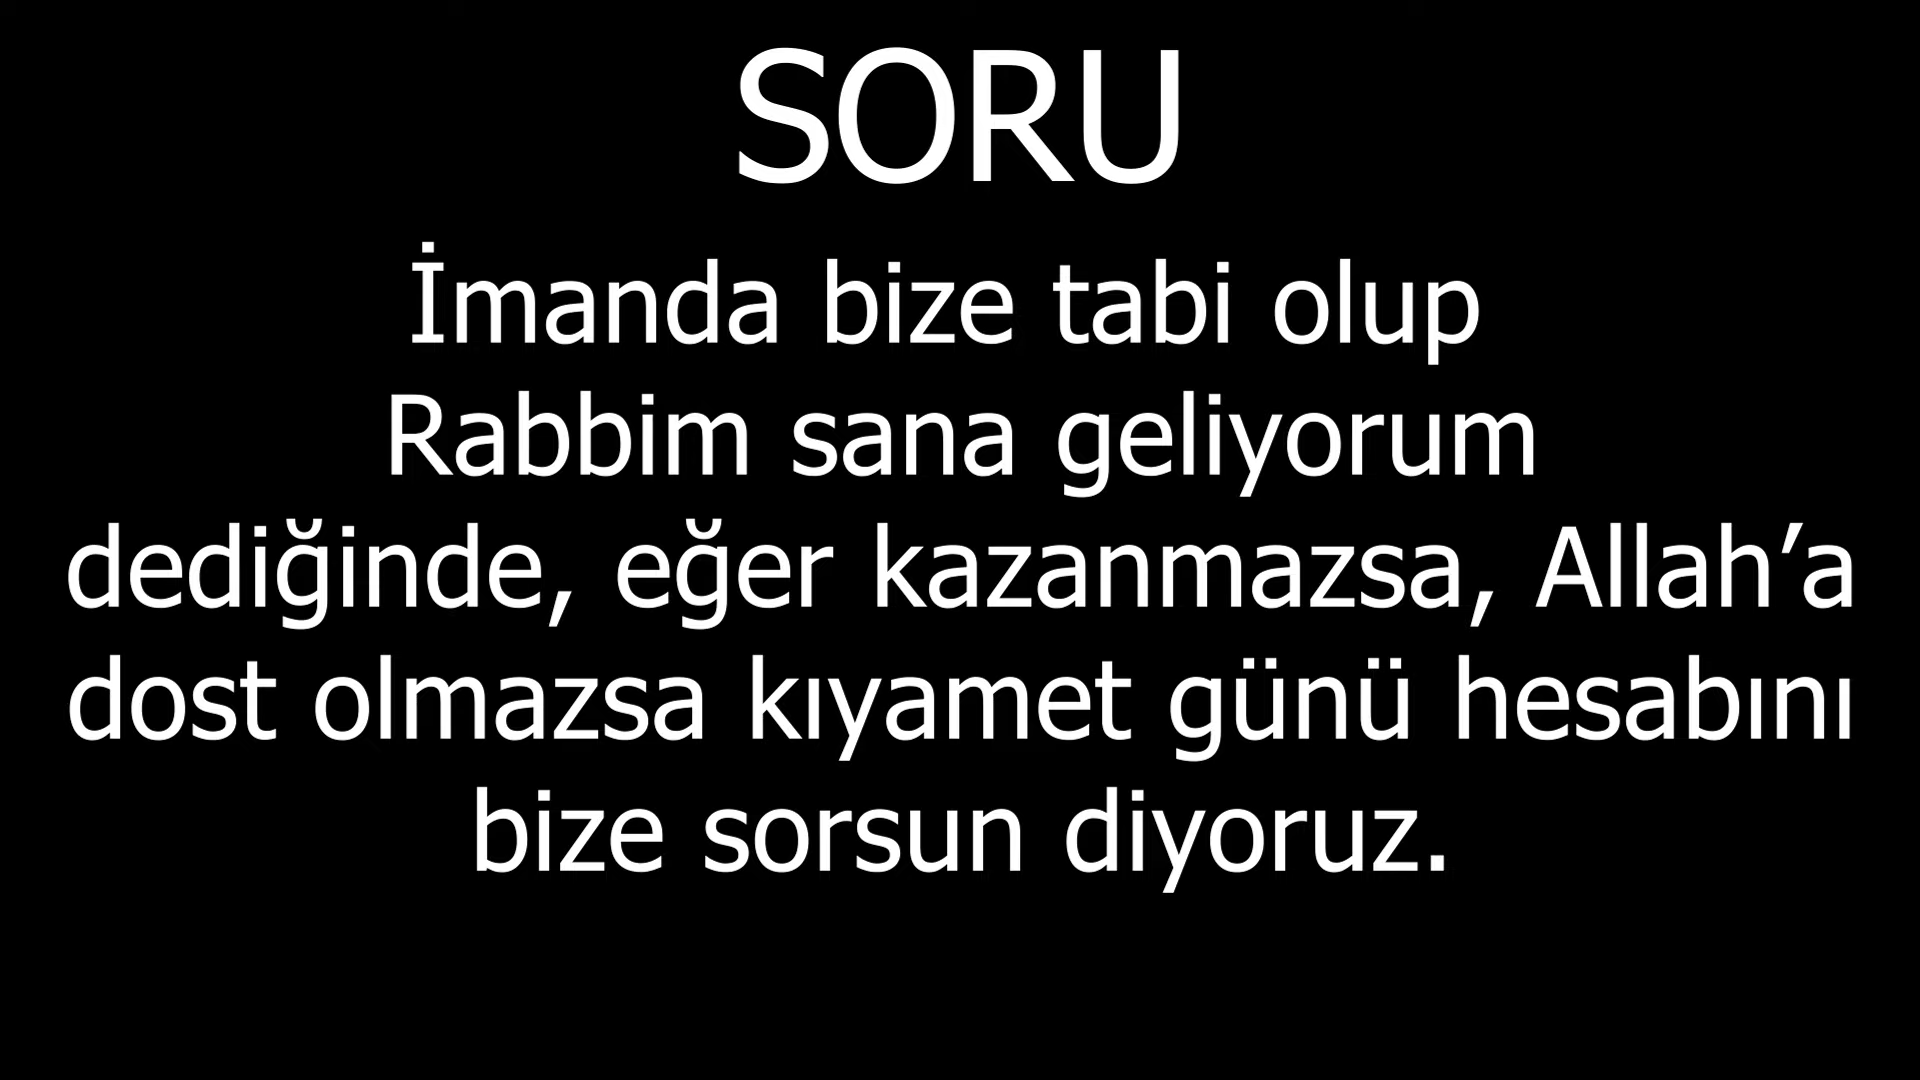 SORU
İmanda bize tabi olup
Rabbim sana geliyorum
dediğinde, eğer kazanmazsa, Allah’a
dost olmazsa kıyamet günü hesabını
bize sorsun diyoruz.